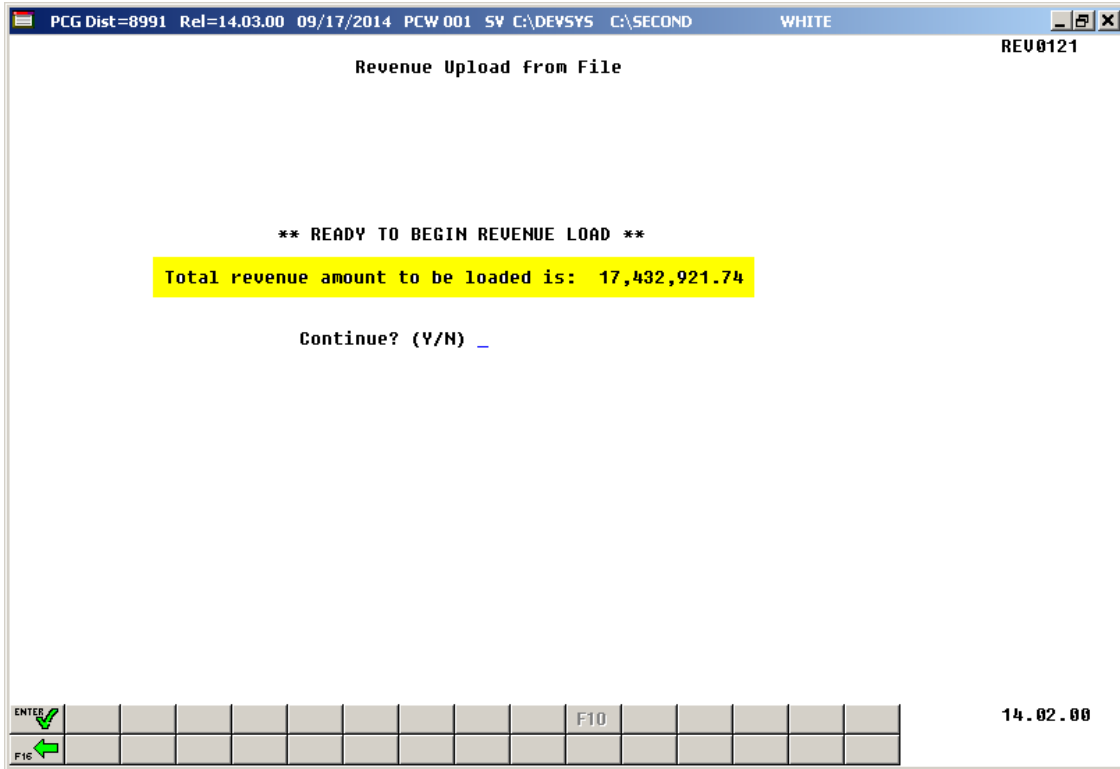 PCG Dist=8991 Rel=14.03.00 09/17/2014 PCW 001 SV C:\DEVSYS C:\SECOND WHITE
REV0121
Revenue Upload from File
** READY TO BEGIN REVENUE LOAD **
Total revenue amount to be loaded is: 17,432,921.74
Continue? (Y/N) _
ENTER
F10
14.02.00
F16